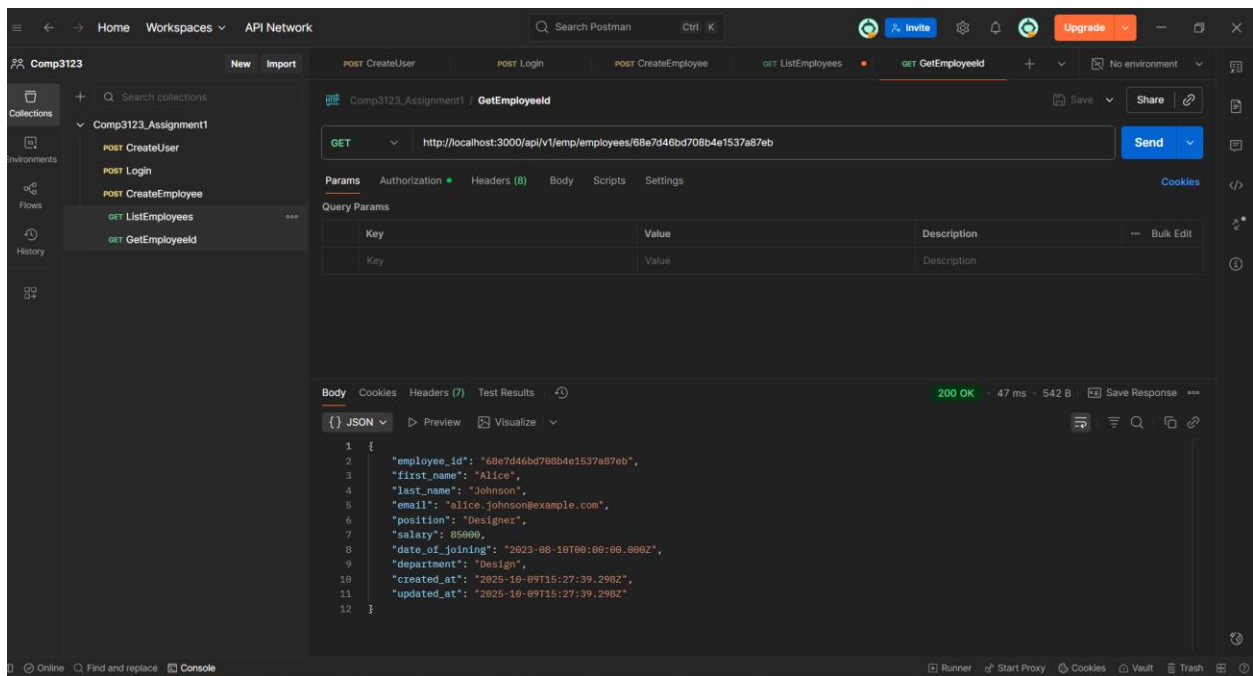 Home Workspaces API Network Search Postman Ctrl K Invite Upgrade
Comp3123 New Import POST CreateUser POST Login POST CreateEmployee GET ListEmployees GET GetEmployeeId No environment
Collections Search collections Comp3123_Assignment1 / GetEmployeeId Save Share
Comp3123_Assignment1
Environments POST CreateUser GET http://localhost:3000/api/v1/emp/employees/68e7d46bd708b4e1537a87eb Send
POST Login
Flows POST CreateEmployee Params Authorization Headers (8) Body Scripts Settings Cookies
GET ListEmployees Query Params
History GET GetEmployeeId Key Value Description Bulk Edit
Key Value Description
Body Cookies Headers (7) Test Results 200 OK 47 ms 542 B Save Response
{} JSON Preview Visualize
1 {
2 "employee_id": "68e7d46bd708b4e1537a87eb",
3 "first_name": "Alice",
4 "last_name": "Johnson",
5 "email": "alice.johnson@example.com",
6 "position": "Designer",
7 "salary": 85000,
8 "date_of_joining": "2023-08-10T00:00:00.000Z",
9 "department": "Design",
10 "created_at": "2025-10-09T15:27:39.298Z",
11 "updated_at": "2025-10-09T15:27:39.298Z"
12 }
Online Find and replace Console Runner Start Proxy Cookies Vault Trash